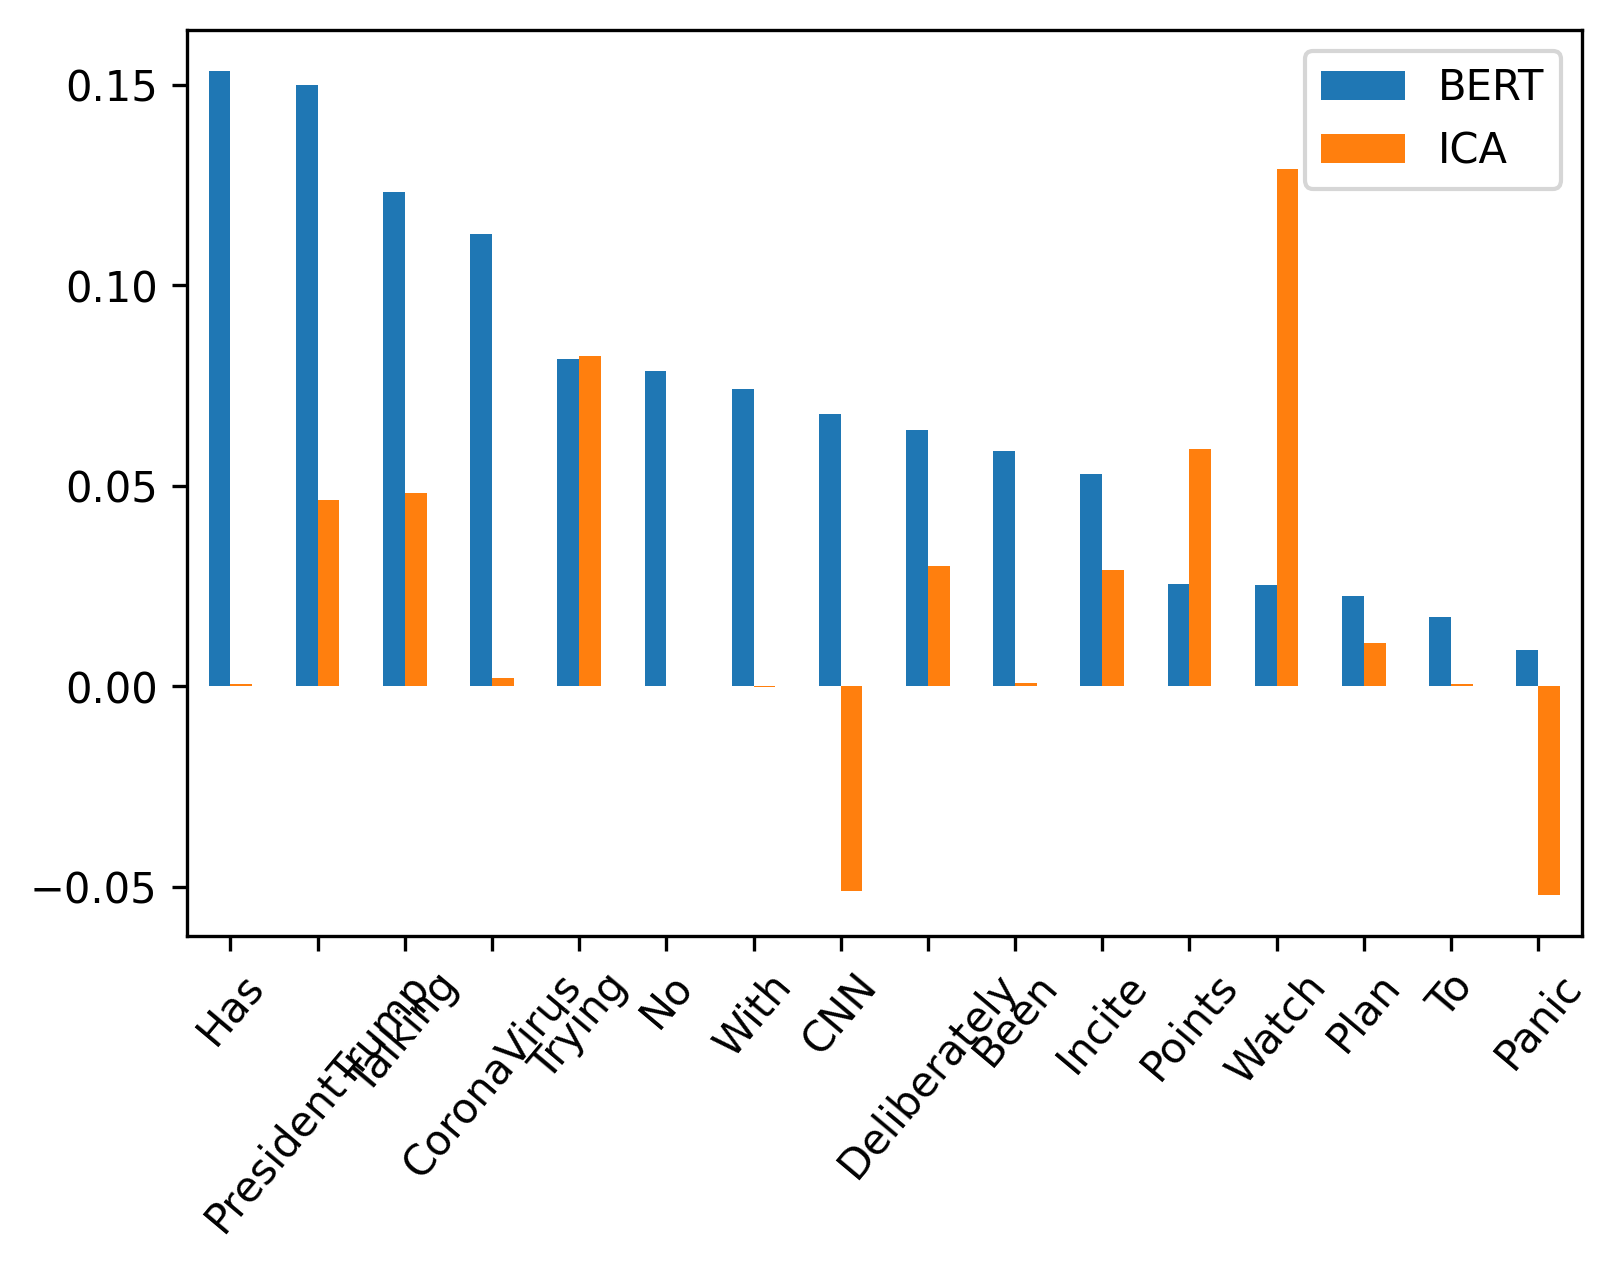 BERT
ICA
0.15
0.10
0.05
0.00
−0.05
Has
PresidentTrump
Talking
CoronaVirus
Trying
No
With
CNN
Deliberately
Been
Incite
Points
Watch
Plan
To
Panic